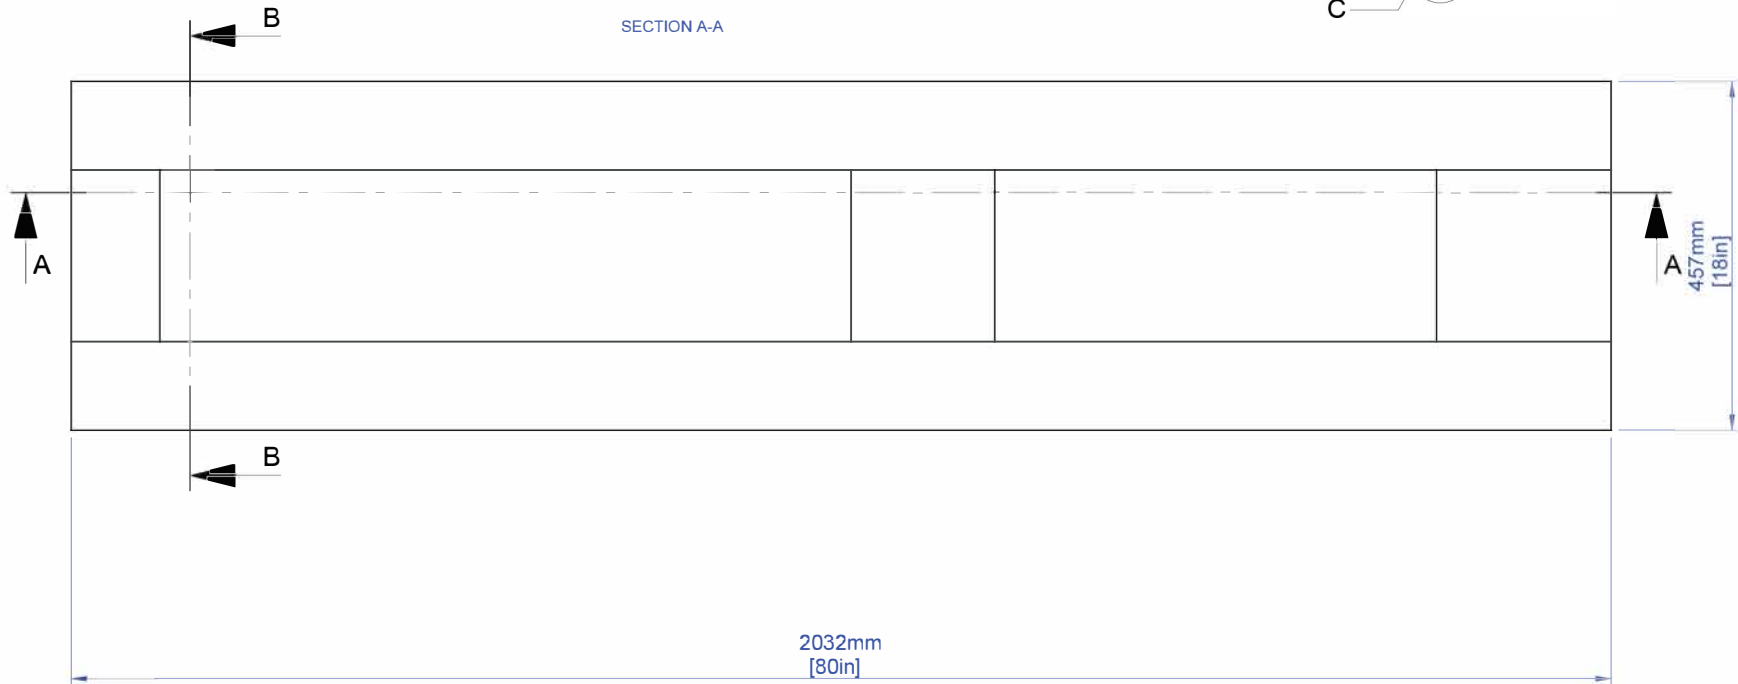 C
B
SECTION A-A
A
A
457mm
[18in]
B
2032mm
[80in]